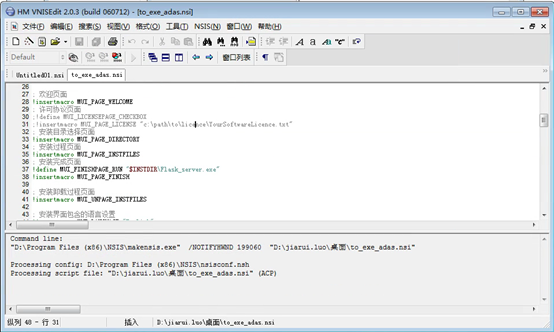 HM VNISEdit 2.0.3 (build 060712) - [to_exe_adas.nsi]
文件(F) 编辑(E) 搜索(S) 视图(V) 格式(O) 工具(T) NSIS(N) 窗口(W) 帮助(H)
Default 窗口列表
Untitled01.nsi to_exe_adas.nsi
26
27 ; 欢迎页面
28 !insertmacro MUI_PAGE_WELCOME
29 ; 许可协议页面
30 ;!define MUI_LICENSEPAGE_CHECKBOX
31 ;!insertmacro MUI_PAGE_LICENSE "c:\path\to\licence\YourSoftwareLicence.txt"
32 ; 安装目录选择页面
33 !insertmacro MUI_PAGE_DIRECTORY
34 ; 安装过程页面
35 !insertmacro MUI_PAGE_INSTFILES
36 ; 安装完成页面
37 !define MUI_FINISHPAGE_RUN "$INSTDIR\Flask_server.exe"
38 !insertmacro MUI_PAGE_FINISH
39
40 ; 安装卸载过程页面
41 !insertmacro MUI_UNPAGE_INSTFILES
42
43 ; 安装界面包含的语言设置
Command line:
"D:\Program Files (x86)\NSIS\makensis.exe" /NOTIFYHWND 199060 "D:\jiarui.luo\桌面\to_exe_adas.nsi"
Processing config: D:\Program Files (x86)\NSIS\nsisconf.nsh
Processing script file: "D:\jiarui.luo\桌面\to_exe_adas.nsi" (ACP)
纵列 48 - 行 31 插入 D:\jiarui.luo\桌面\to_exe_adas.nsi